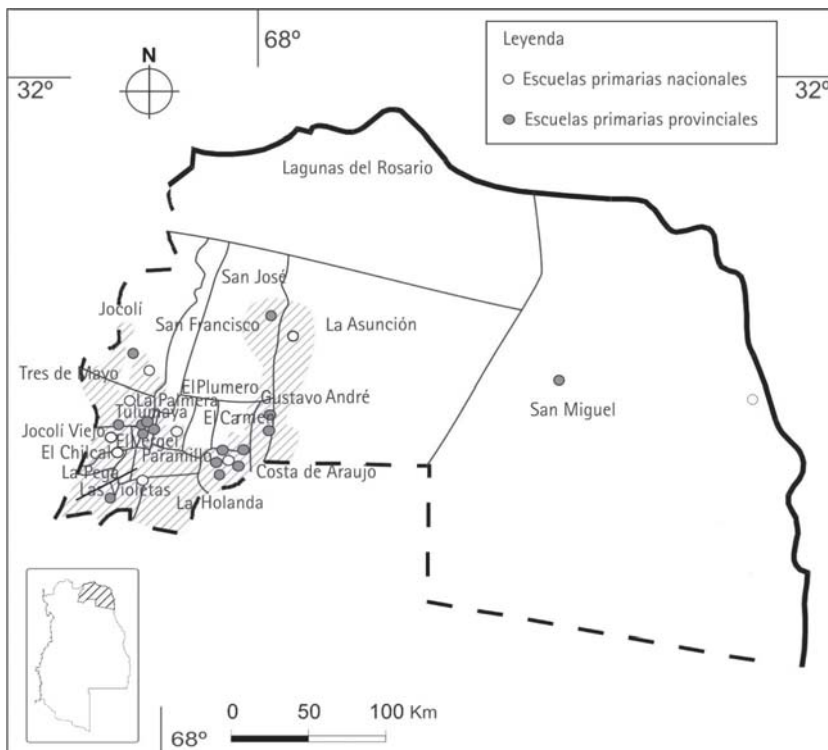 68º
32º
32º
N
Leyenda
Escuelas primarias nacionales
Escuelas primarias provinciales
Lagunas del Rosario
San José
Jocolí
San Francisco
La Asunción
Tres de Mayo
El Plumero
La Palmera
Gustavo André
Tulumaya
El Carmen
San Miguel
Jocolí Viejo
El Vergel
El Chilcal
Paramillo
La Pega
Costa de Araujo
Las Violetas
La Holanda
0 50 100 Km
68º